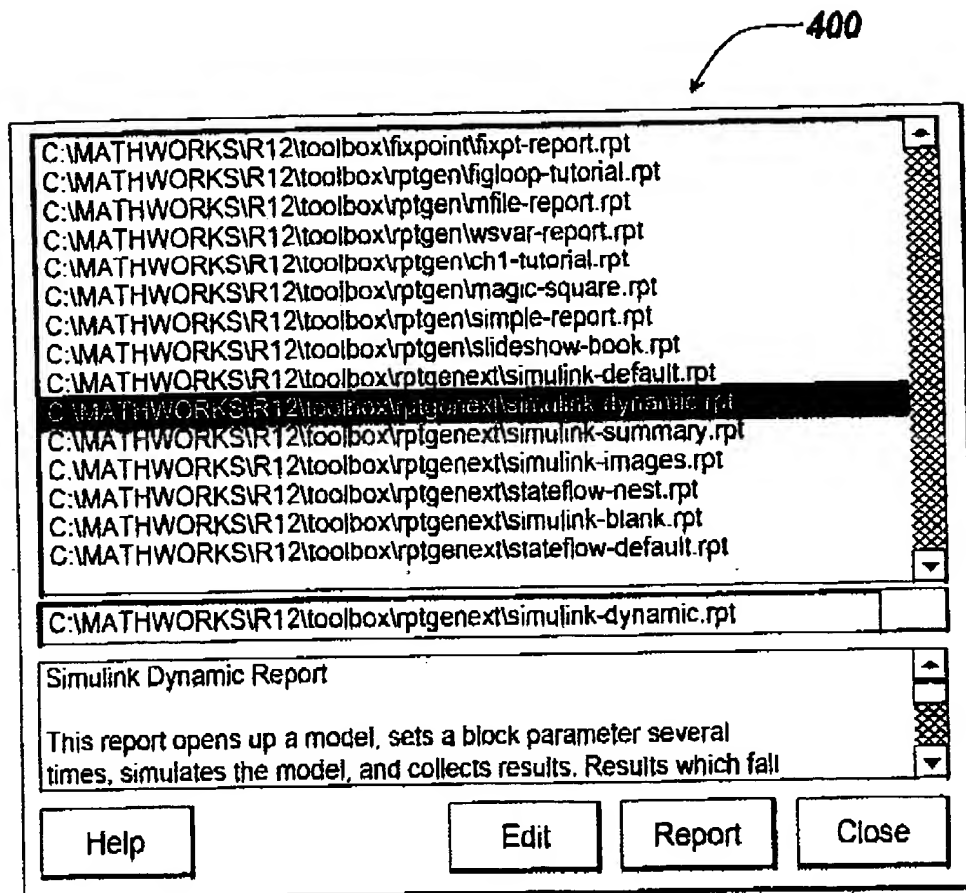 400
C:\MATHWORKS\R12\toolbox\fixpoint\fixpt-report.rpt
C:\MATHWORKS\R12\toolbox\rptgen\figloop-tutorial.rpt
C:\MATHWORKS\R12\toolbox\rptgen\mfile-report.rpt
C:\MATHWORKS\R12\toolbox\rptgen\wsvar-report.rpt
C:\MATHWORKS\R12\toolbox\rptgen\ch1-tutorial.rpt
C:\MATHWORKS\R12\toolbox\rptgen\magic-square.rpt
C:\MATHWORKS\R12\toolbox\rptgen\simple-report.rpt
C:\MATHWORKS\R12\toolbox\rptgen\slideshow-book.rpt
C:\MATHWORKS\R12\toolbox\rptgenext\simulink-default.rpt
C:\MATHWORKS\R12\toolbox\rptgenext\simulink-dynamic.rpt
C:\MATHWORKS\R12\toolbox\rptgenext\simulink-summary.rpt
C:\MATHWORKS\R12\toolbox\rptgenext\simulink-images.rpt
C:\MATHWORKS\R12\toolbox\rptgenext\stateflow-nest.rpt
C:\MATHWORKS\R12\toolbox\rptgenext\simulink-blank.rpt
C:\MATHWORKS\R12\toolbox\rptgenext\stateflow-default.rpt
C:\MATHWORKS\R12\toolbox\rptgenext\simulink-dynamic.rpt
Simulink Dynamic Report
This report opens up a model, sets a block parameter several
times, simulates the model, and collects results. Results which fall
Help Edit Report Close